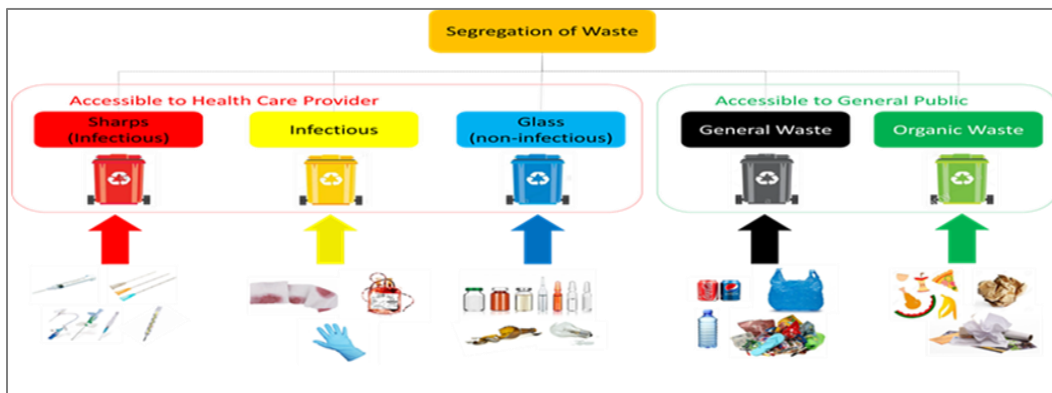 Segregation of Waste
Accessible to Health Care Provider
Accessible to General Public
Sharps
(Infectious)
Infectious
Glass
(non-infectious)
General Waste
Organic Waste
pepsi